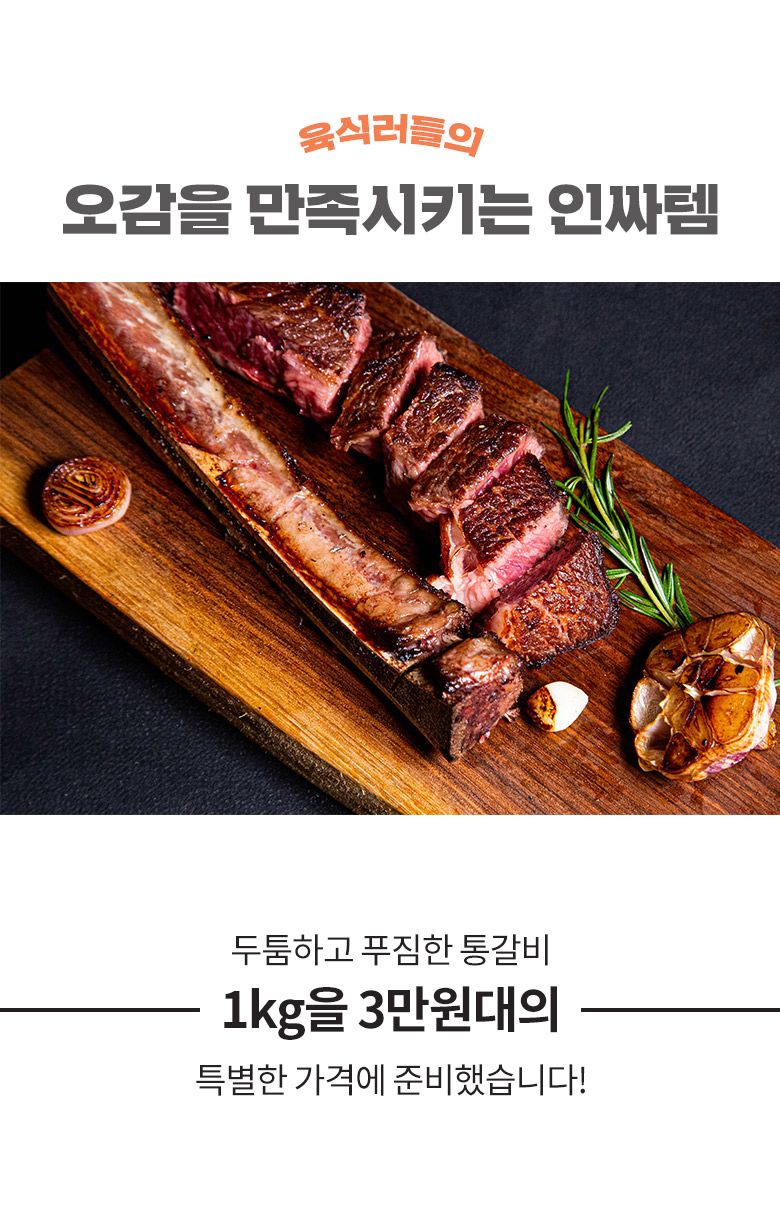 육식러들의
오감을 만족시키는 인싸템
두툼하고 푸짐한 통갈비
1kg을 3만원대의
특별한 가격에 준비했습니다!